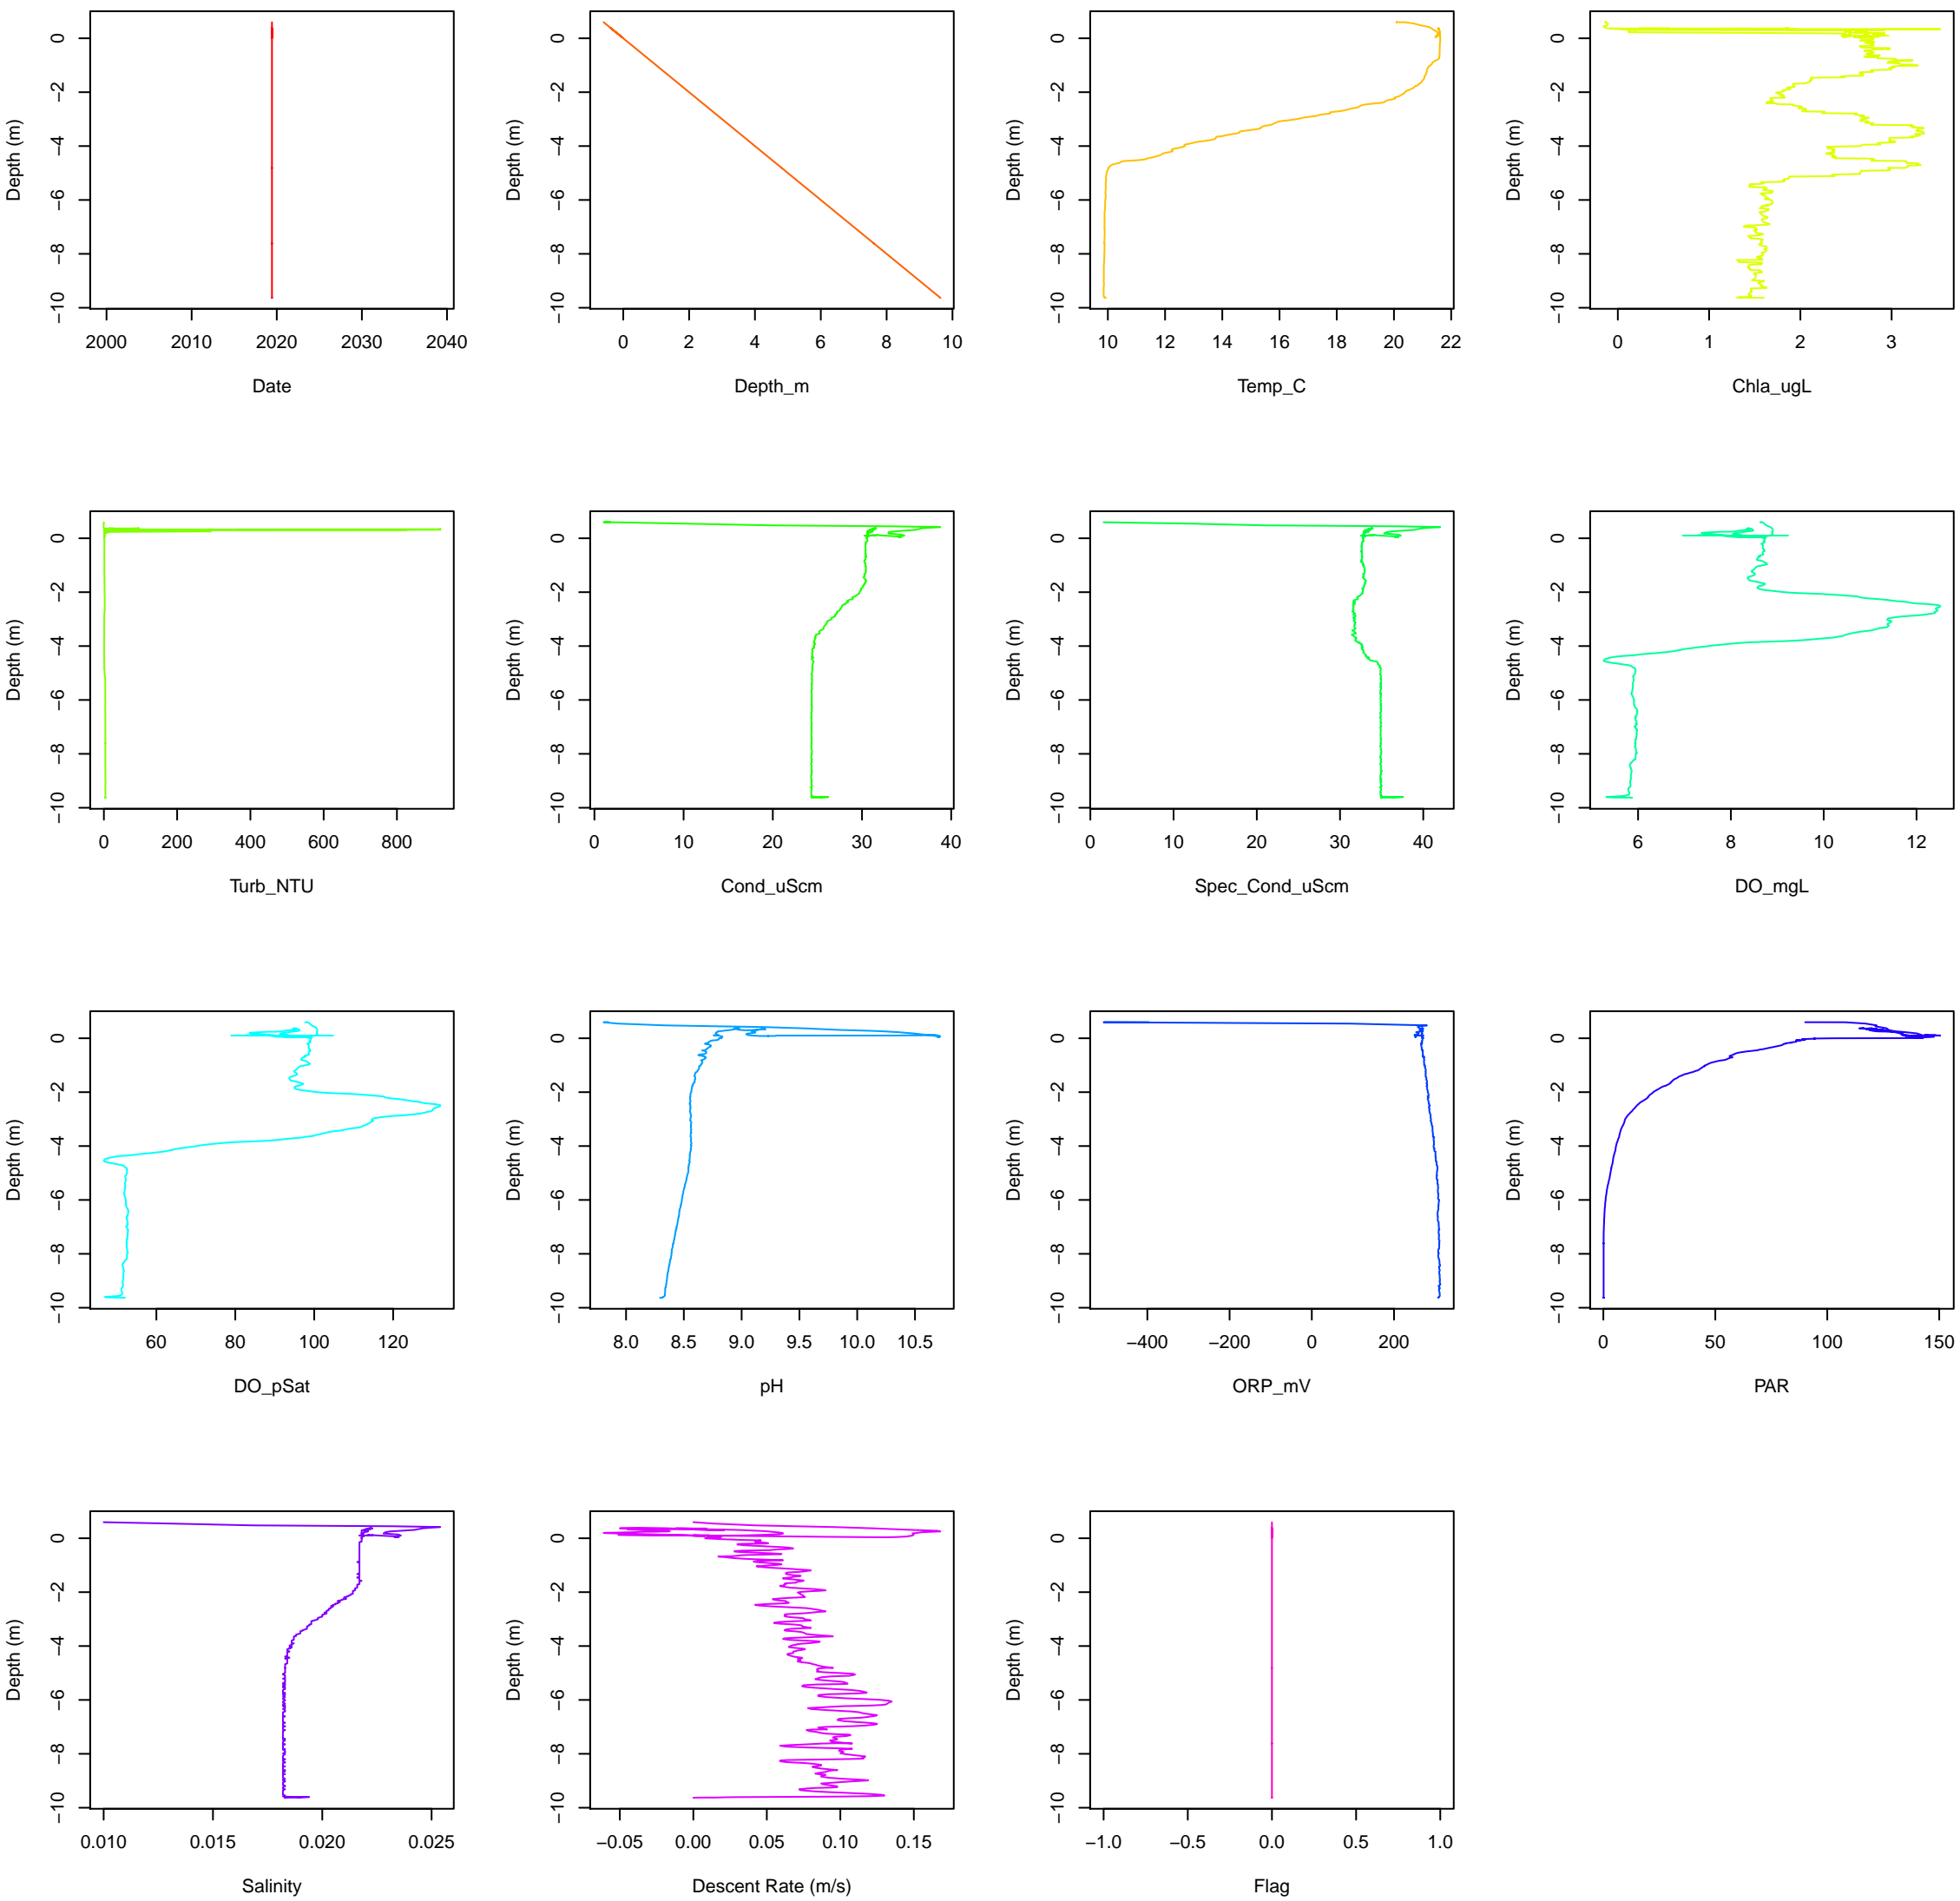 Depth (m)
0
−2
−4
−6
−8
−10
2000 2010 2020 2030 2040
Date
Depth (m)
0
−2
−4
−6
−8
−10
0 2 4 6 8 10
Depth_m
Depth (m)
0
−2
−4
−6
−8
−10
10 12 14 16 18 20 22
Temp_C
Depth (m)
0
−2
−4
−6
−8
−10
0 1 2 3
Chla_ugL
Depth (m)
0
−2
−4
−6
−8
−10
0 200 400 600 800
Turb_NTU
Depth (m)
0
−2
−4
−6
−8
−10
0 10 20 30 40
Cond_uScm
Depth (m)
0
−2
−4
−6
−8
−10
0 10 20 30 40
Spec_Cond_uScm
Depth (m)
0
−2
−4
−6
−8
−10
6 8 10 12
DO_mgL
Depth (m)
0
−2
−4
−6
−8
−10
60 80 100 120
DO_pSat
Depth (m)
0
−2
−4
−6
−8
−10
8.0 8.5 9.0 9.5 10.0 10.5
pH
Depth (m)
0
−2
−4
−6
−8
−10
−400 −200 0 200
ORP_mV
Depth (m)
0
−2
−4
−6
−8
−10
0 50 100 150
PAR
Depth (m)
0
−2
−4
−6
−8
−10
0.010 0.015 0.020 0.025
Salinity
Depth (m)
0
−2
−4
−6
−8
−10
−0.05 0.00 0.05 0.10 0.15
Descent Rate (m/s)
Depth (m)
0
−2
−4
−6
−8
−10
−1.0 −0.5 0.0 0.5 1.0
Flag